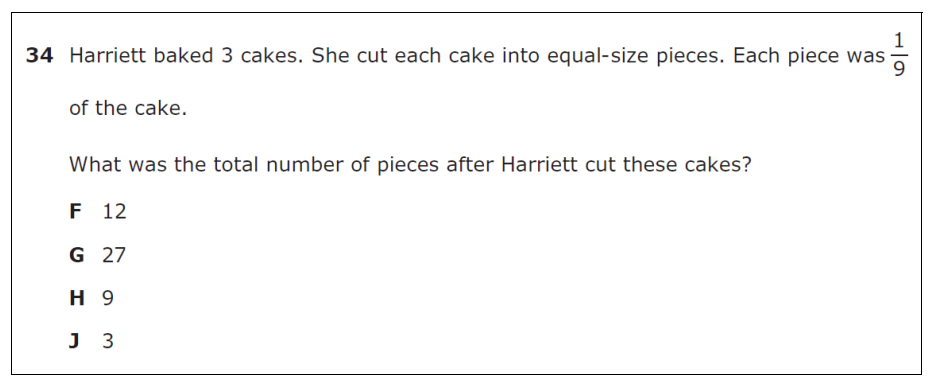 34 Harriett baked 3 cakes. She cut each cake into equal-size pieces. Each piece was 1/9
of the cake.
What was the total number of pieces after Harriett cut these cakes?
F 12
G 27
H 9
J 3